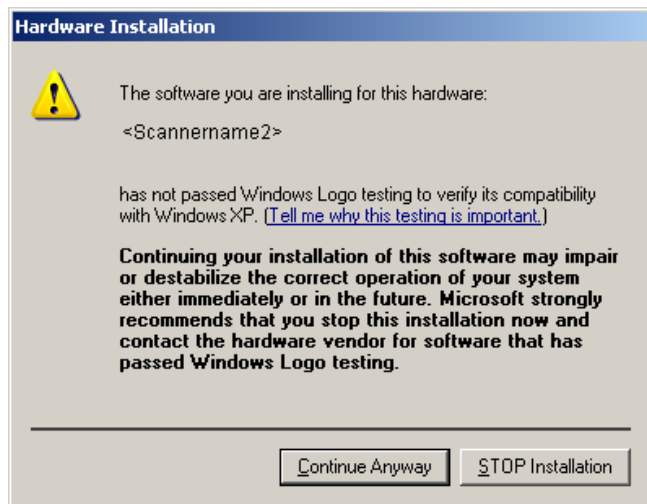 Hardware Installation
The software you are installing for this hardware:
<Scannername2>
has not passed Windows Logo testing to verify its compatibility
with Windows XP. (Tell me why this testing is important.)
Continuing your installation of this software may impair
or destabilize the correct operation of your system
either immediately or in the future. Microsoft strongly
recommends that you stop this installation now and
contact the hardware vendor for software that has
passed Windows Logo testing.
Continue Anyway
STOP Installation